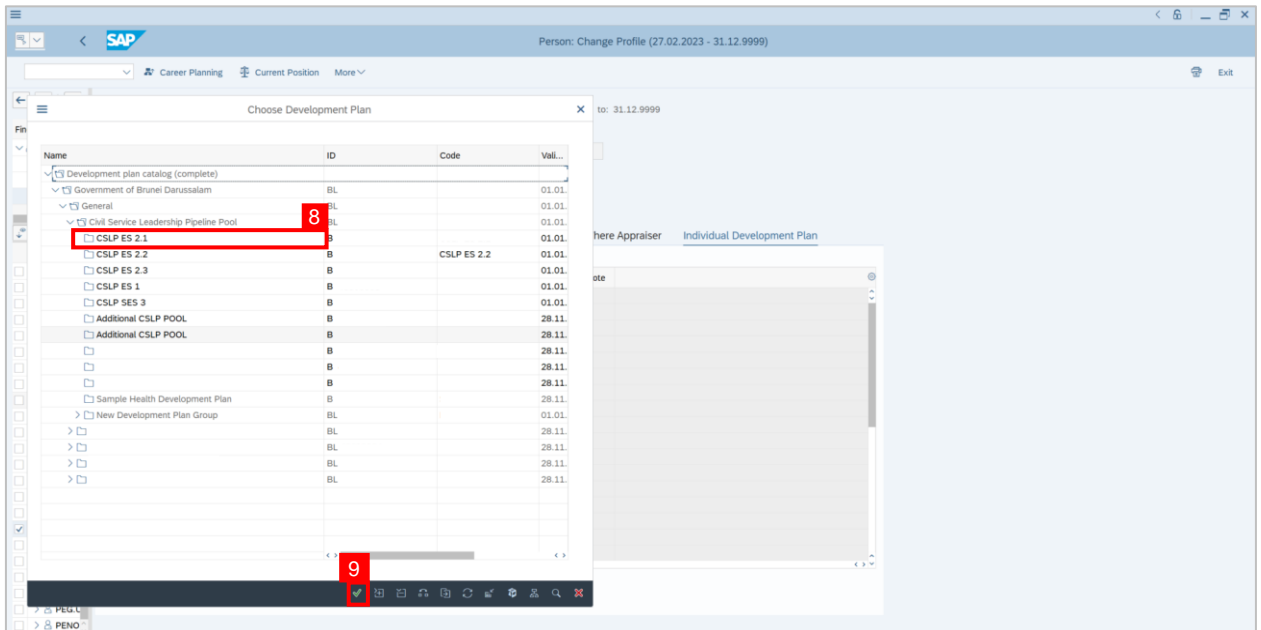 SAP
Person: Change Profile (27.02.2023 - 31.12.9999)
Career Planning Current Position More Exit
Choose Development Plan
to: 31.12.9999
Fin
Name ID Code Vali...
Development plan catalog (complete)
Government of Brunei Darussalam BL 01.01.
General BL 01.01.
8
Civil Service Leadership Pipeline Pool BL 01.01.
CSLP ES 2.1 B 01.01.
here Appraiser Individual Development Plan
CSLP ES 2.2 B CSLP ES 2.2 01.01.
CSLP ES 2.3 B 01.01.
ote
CSLP ES 1 B 01.01.
CSLP SES 3 B 01.01.
Additional CSLP POOL B 28.11.
Additional CSLP POOL B 28.11.
B 28.11.
B 28.11.
B 28.11.
Sample Health Development Plan B 28.11.
New Development Plan Group BL 01.01.
BL 28.11.
BL 28.11.
BL 28.11.
BL 28.11.
9
PENO